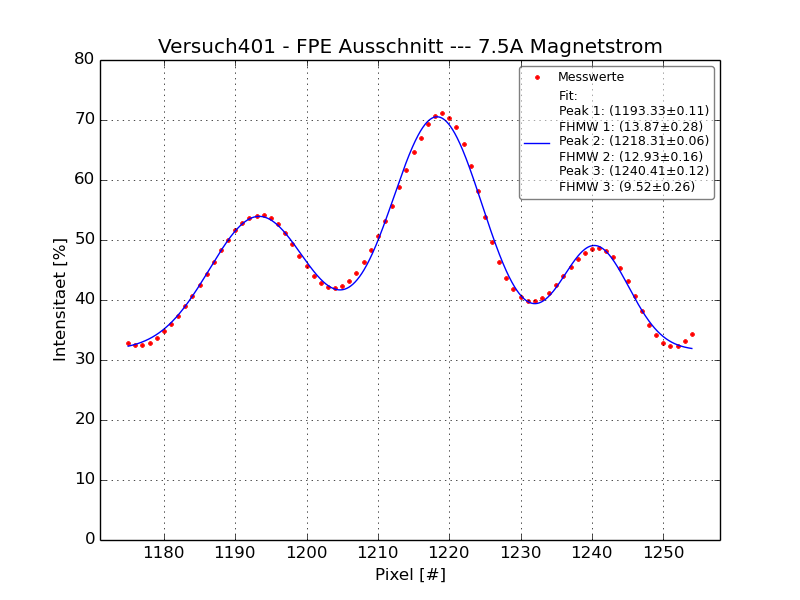 Versuch401 - FPE Ausschnitt --- 7.5A Magnetstrom
Messwerte
Fit:
Peak 1: (1193.33±0.11)
FHMW 1: (13.87±0.28)
Peak 2: (1218.31±0.06)
FHMW 2: (12.93±0.16)
Peak 3: (1240.41±0.12)
FHMW 3: (9.52±0.26)
Intensitaet [%]
80
70
60
50
40
30
20
10
0
1180 1190 1200 1210 1220 1230 1240 1250
Pixel [#]